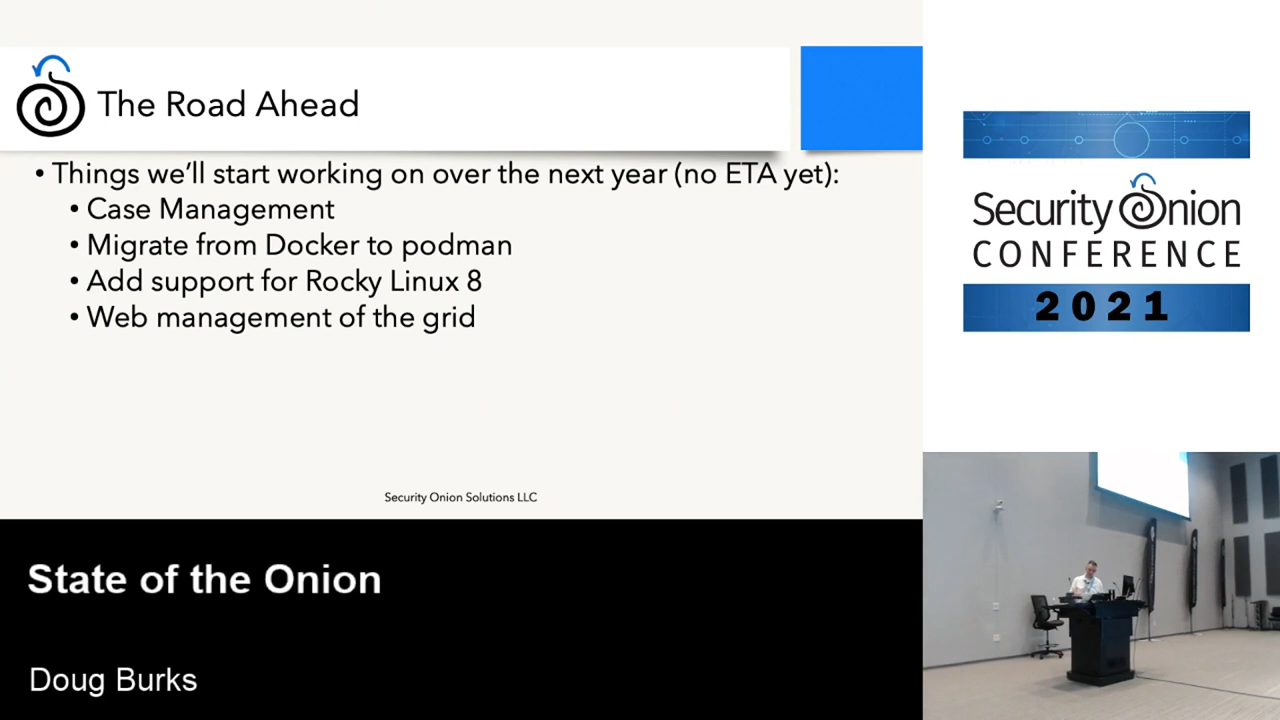 The Road Ahead
• Things we'll start working on over the next year (no ETA yet):
• Case Management
• Migrate from Docker to podman
• Add support for Rocky Linux 8
• Web management of the grid
Security Onion Solutions LLC
Security Onion
CONFERENCE
2021
State of the Onion
Doug Burks